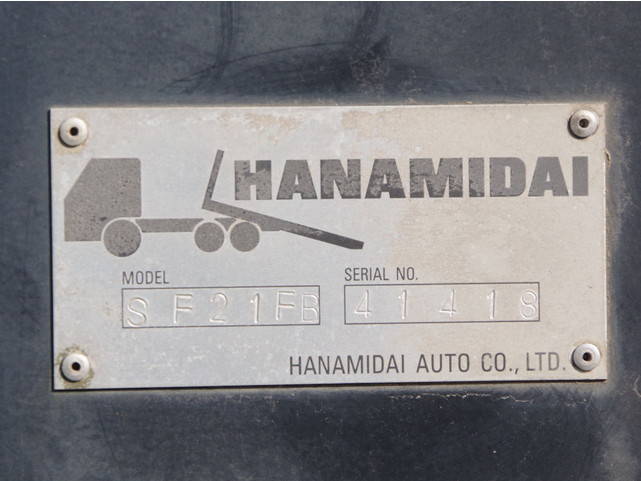 HANAMIDAI
MODEL SERIAL NO.
SF21FB 41418
HANAMIDAI AUTO CO., LTD.